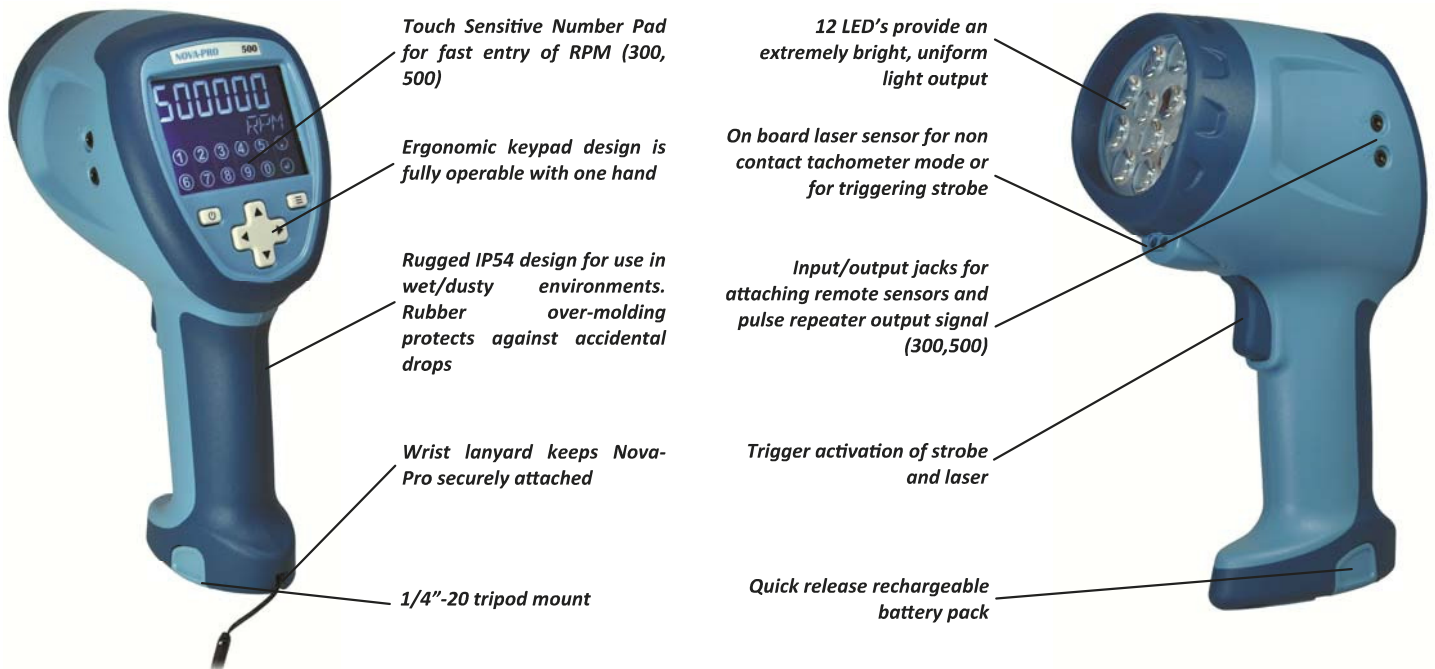 NOVA-PRO 500
500000
RPM
1 2 3 4 5
6 7 8 9 0
Touch Sensitive Number Pad
for fast entry of RPM (300,
500)
Ergonomic keypad design is
fully operable with one hand
Rugged IP54 design for use in
wet/dusty environments.
Rubber over-molding
protects against accidental
drops
Wrist lanyard keeps Nova-
Pro securely attached
1/4”-20 tripod mount
12 LED’s provide an
extremely bright, uniform
light output
On board laser sensor for non
contact tachometer mode or
for triggering strobe
Input/output jacks for
attaching remote sensors and
pulse repeater output signal
(300,500)
Trigger activation of strobe
and laser
Quick release rechargeable
battery pack